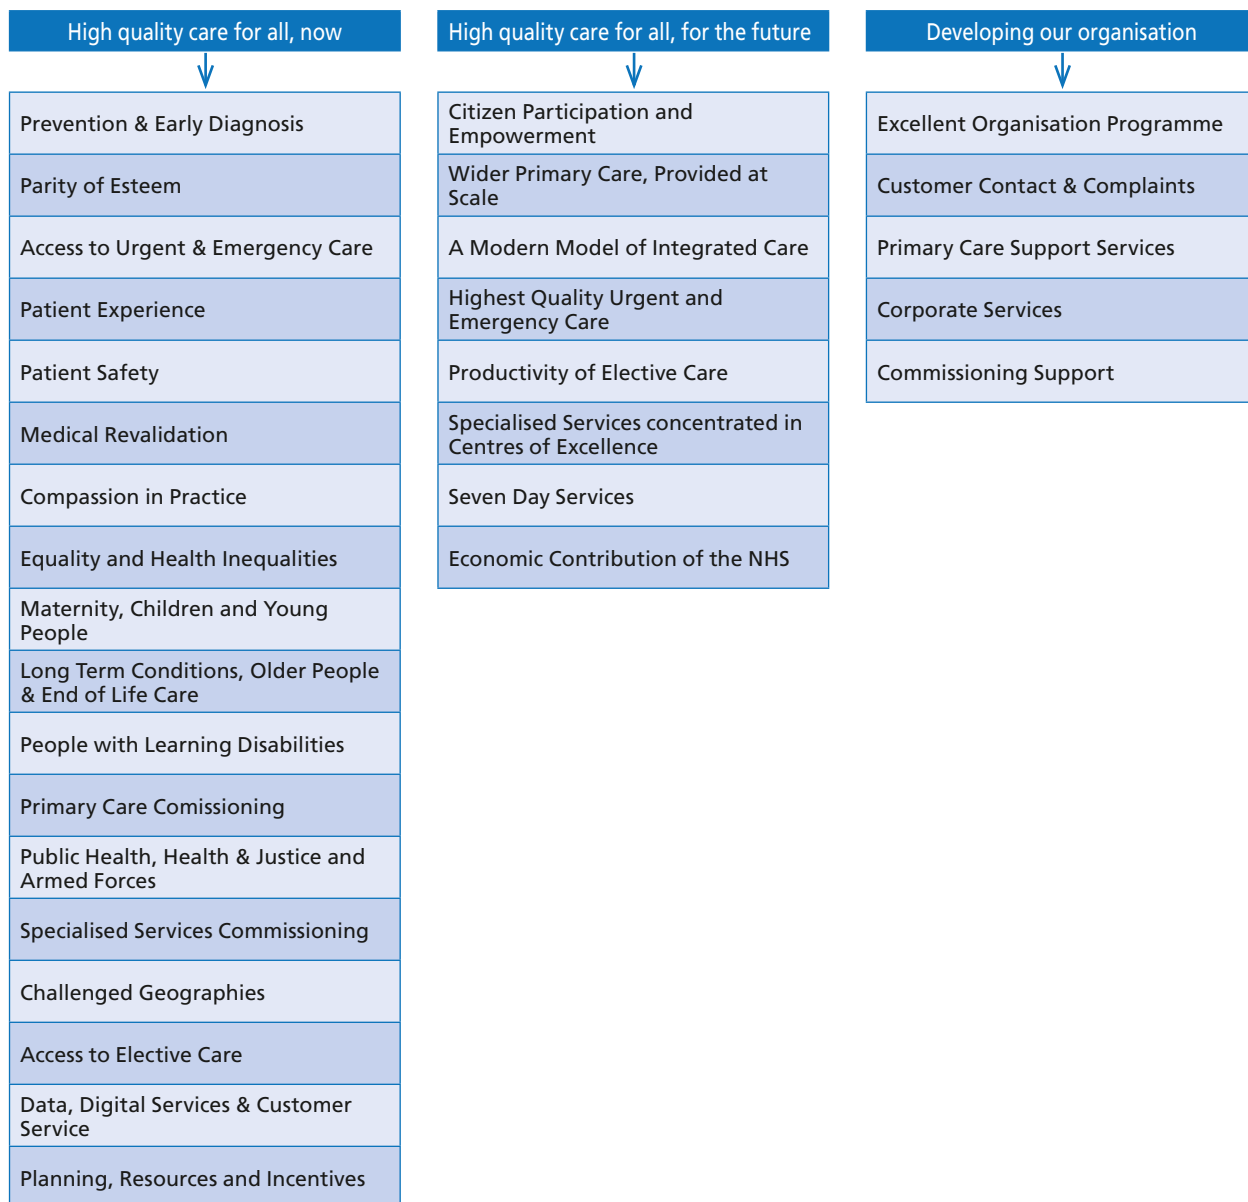 High quality care for all, now
Prevention & Early Diagnosis
Parity of Esteem
Access to Urgent & Emergency Care
Patient Experience
Patient Safety
Medical Revalidation
Compassion in Practice
Equality and Health Inequalities
Maternity, Children and Young
People
Long Term Conditions, Older People
& End of Life Care
People with Learning Disabilities
Primary Care Comissioning
Public Health, Health & Justice and
Armed Forces
Specialised Services Commissioning
Challenged Geographies
Access to Elective Care
Data, Digital Services & Customer
Service
Planning, Resources and Incentives
High quality care for all, for the future
Citizen Participation and
Empowerment
Wider Primary Care, Provided at
Scale
A Modern Model of Integrated Care
Highest Quality Urgent and
Emergency Care
Productivity of Elective Care
Specialised Services concentrated in
Centres of Excellence
Seven Day Services
Economic Contribution of the NHS
Developing our organisation
Excellent Organisation Programme
Customer Contact & Complaints
Primary Care Support Services
Corporate Services
Commissioning Support